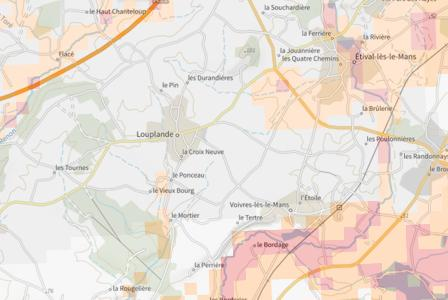 le Haut Chanteloup
la Souchardière
la Ferrière
la Rivière
la Jouannière
les Quatre Chemins
Étival-lès-le-Mans
Flacé
le Pin
les Durandières
la Brûlerie
Louplande
les Poulonnières
la Croix Neuve
les Randonnay
les Tournes
le Ponceau
le Vieux Bourg
Voivres-lès-le-Mans
l'Étoile
le Mortier
le Tertre
le Bordage
la Perrière
la Rougelière